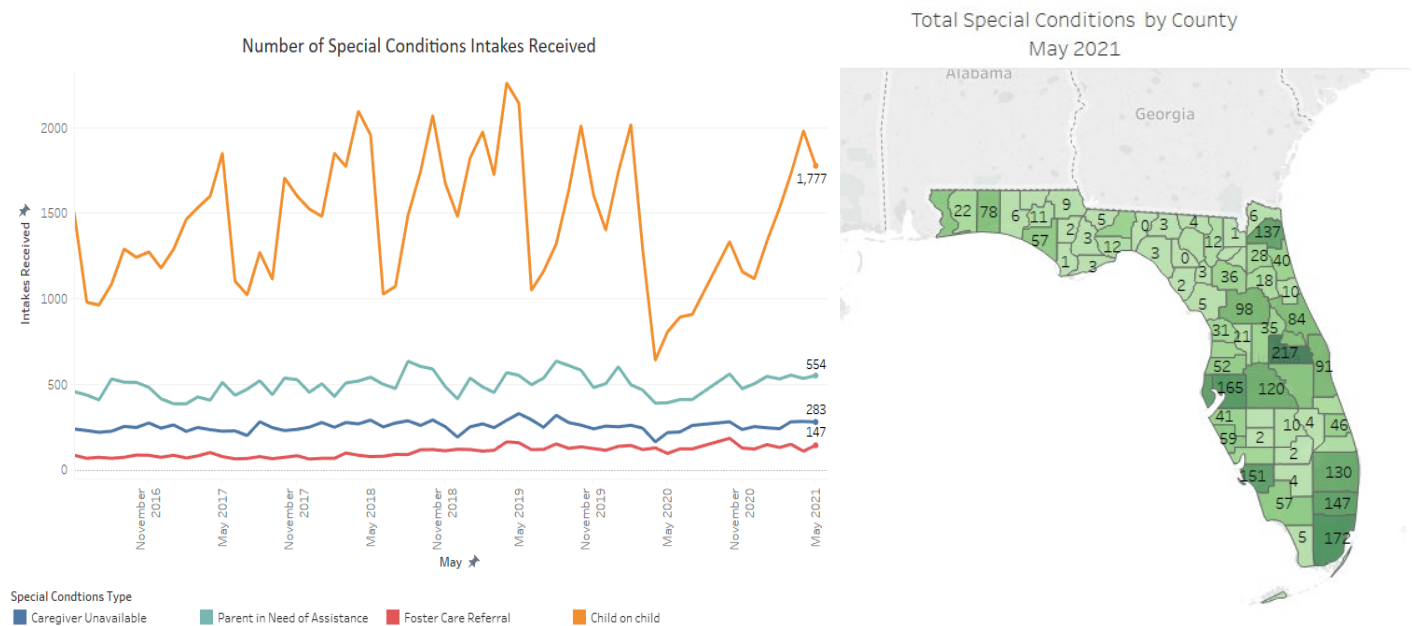 Number of Special Conditions Intakes Received
2000
1500
1000
500
0
Intakes Received
1,777
554
283
147
November 2016
May 2017
November 2017
May 2018
November 2018
May 2019
November 2019
May 2020
November 2020
May 2021
May
Special Condtions Type
Caregiver Unavailable
Parent in Need of Assistance
Foster Care Referral
Child on child
Total Special Conditions by County
May 2021
Alabama
Georgia
22 78 6 11 9
57 2 3 5 12
1 3
0 3 4 1 6
137
3 0 12 28 40
2 3 36 18 10
5 98 84
31 21 35
217
52 91
165 120
41 10 4 46
59 2
2
151 4 130
57 147
5 172